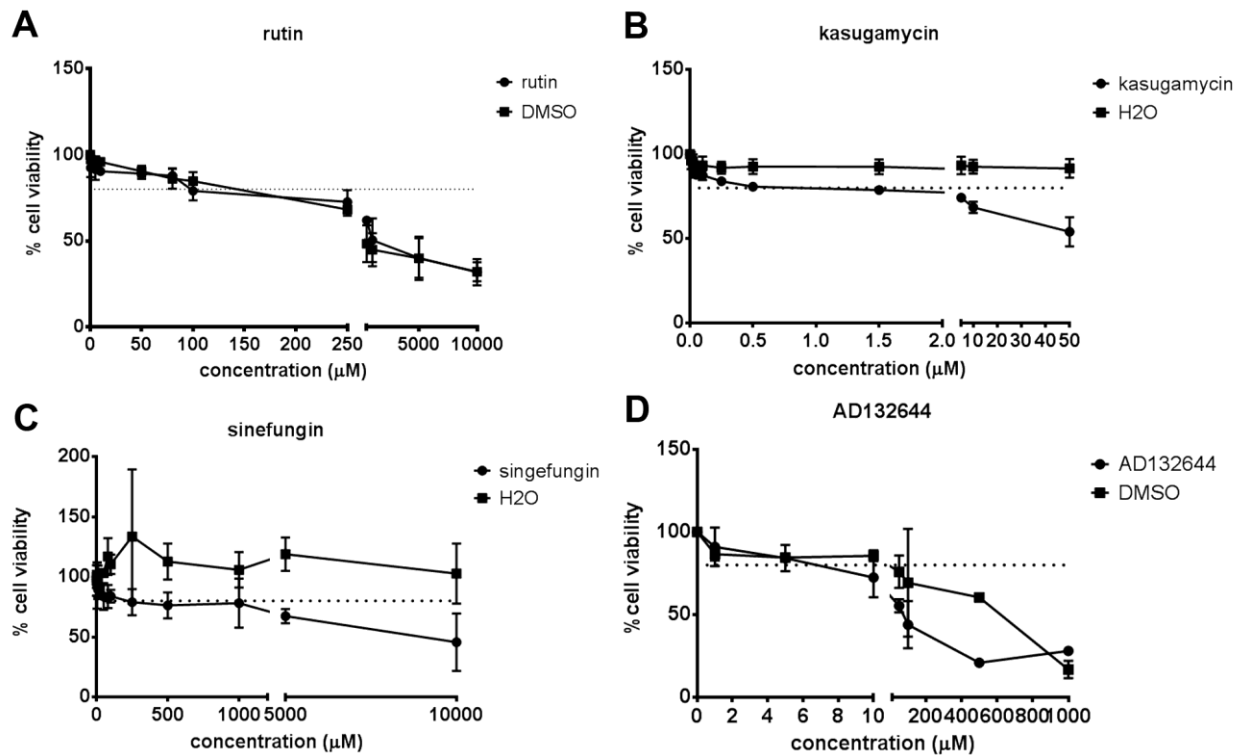 A
rutin
150
100
50
0
% cell viability
0 50 100 150 200 250 250 5000 10000
concentration (µM)
rutin
DMSO
B
kasugamycin
150
100
50
0
% cell viability
0.0 0.5 1.0 1.5 2.0 10 20 30 40 50
concentration (µM)
kasugamycin
H2O
C
sinefungin
200
150
100
50
0
% cell viability
0 500 1000 5000 10000
concentration (µM)
singefungin
H2O
D
AD132644
150
100
50
0
% cell viability
0 2 4 6 8 10 200 400 600 800 1000
concentration (µM)
AD132644
DMSO